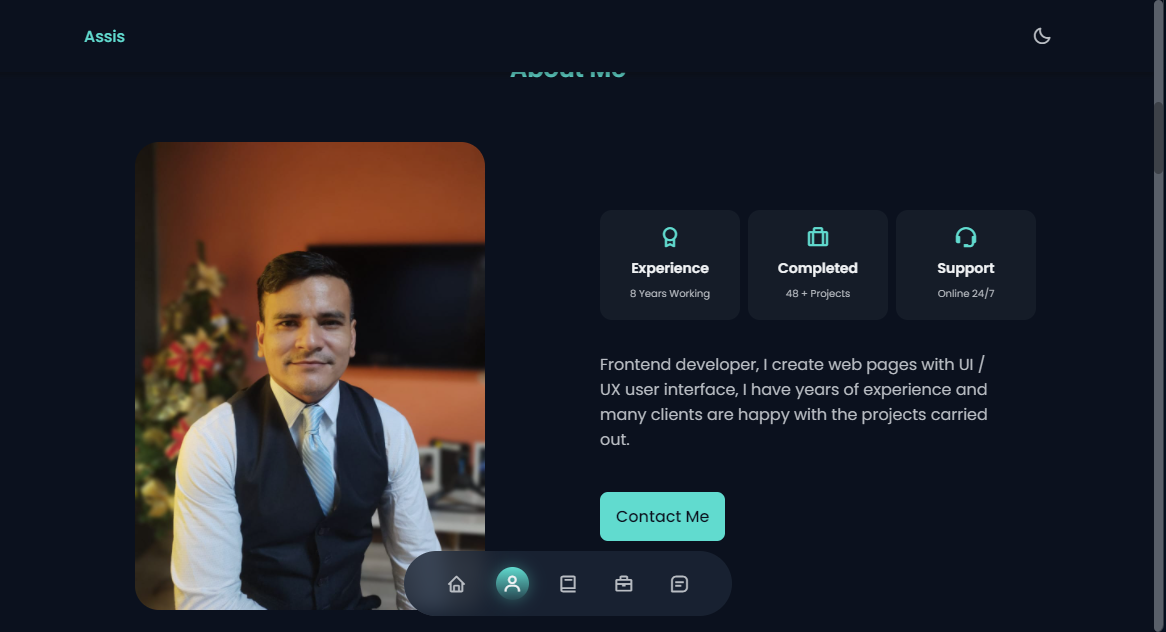 Assis
About Me
Experience
8 Years Working
Completed
48 + Projects
Support
Online 24/7
Frontend developer, I create web pages with UI /
UX user interface, I have years of experience and
many clients are happy with the projects carried
out.
Contact Me